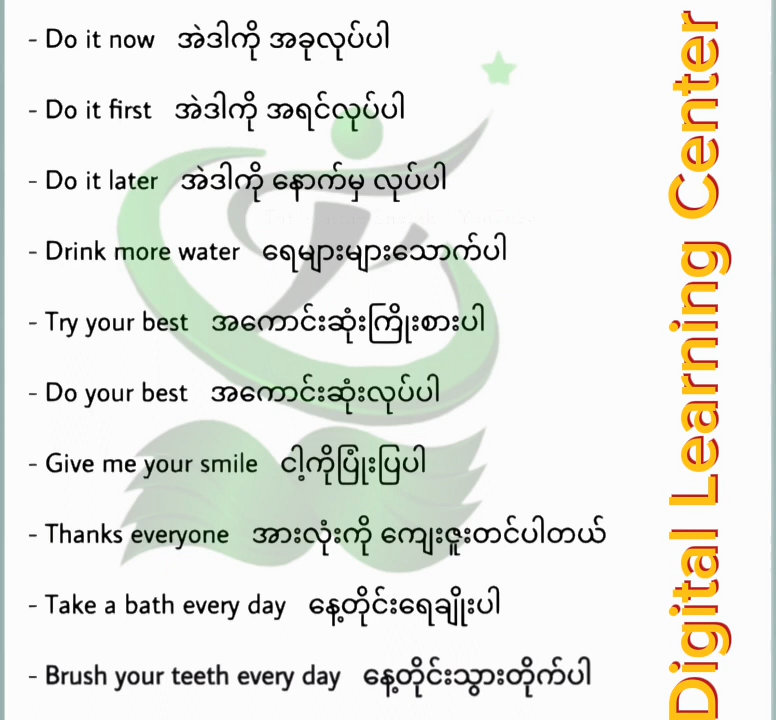 - Do it now အဲဒါကို အခုလုပ်ပါ
- Do it first အဲဒါကို အရင်လုပ်ပါ
- Do it later အဲဒါကို နောက်မှ လုပ်ပါ
- Drink more water ရေများများသောက်ပါ
- Try your best အကောင်းဆုံးကြိုးစားပါ
- Do your best အကောင်းဆုံးလုပ်ပါ
- Give me your smile ငါ့ကိုပြုံးပြပါ
- Thanks everyone အားလုံးကို ကျေးဇူးတင်ပါတယ်
- Take a bath every day နေ့တိုင်းရေချိုးပါ
- Brush your teeth every day နေ့တိုင်းသွားတိုက်ပါ
Digital Learning Center